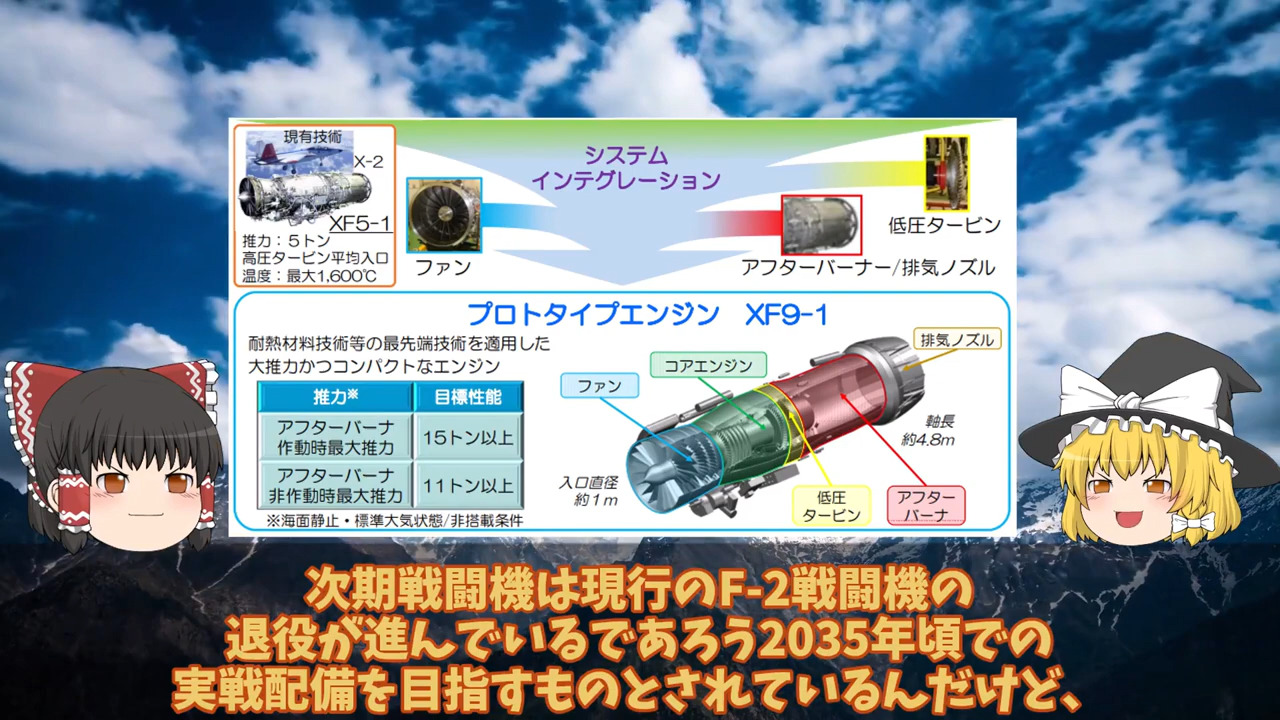 現有技術
X-2
XF5-1
推力：５トン
高圧タービン平均入口
温度：最大1,600℃
ファン
システム
インテグレーション
アフターバーナー/排気ノズル
低圧タービン
プロトタイプエンジン　XF9-1
耐熱材料技術等の最先端技術を適用した
大推力かつコンパクトなエンジン
推力※
目標性能
アフターバーナ
作動時最大推力
15トン以上
アフターバーナ
非作動時最大推力
11トン以上
※海面静止・標準大気状態/非搭載条件
ファン
コアエンジン
排気ノズル
軸長
約4.8m
入口直径
約１m
低圧
タービン
アフター
バーナ
次期戦闘機は現行のF-2戦闘機の
退役が進んでいるであろう2035年頃での
実戦配備を目指すものとされているんだけど、